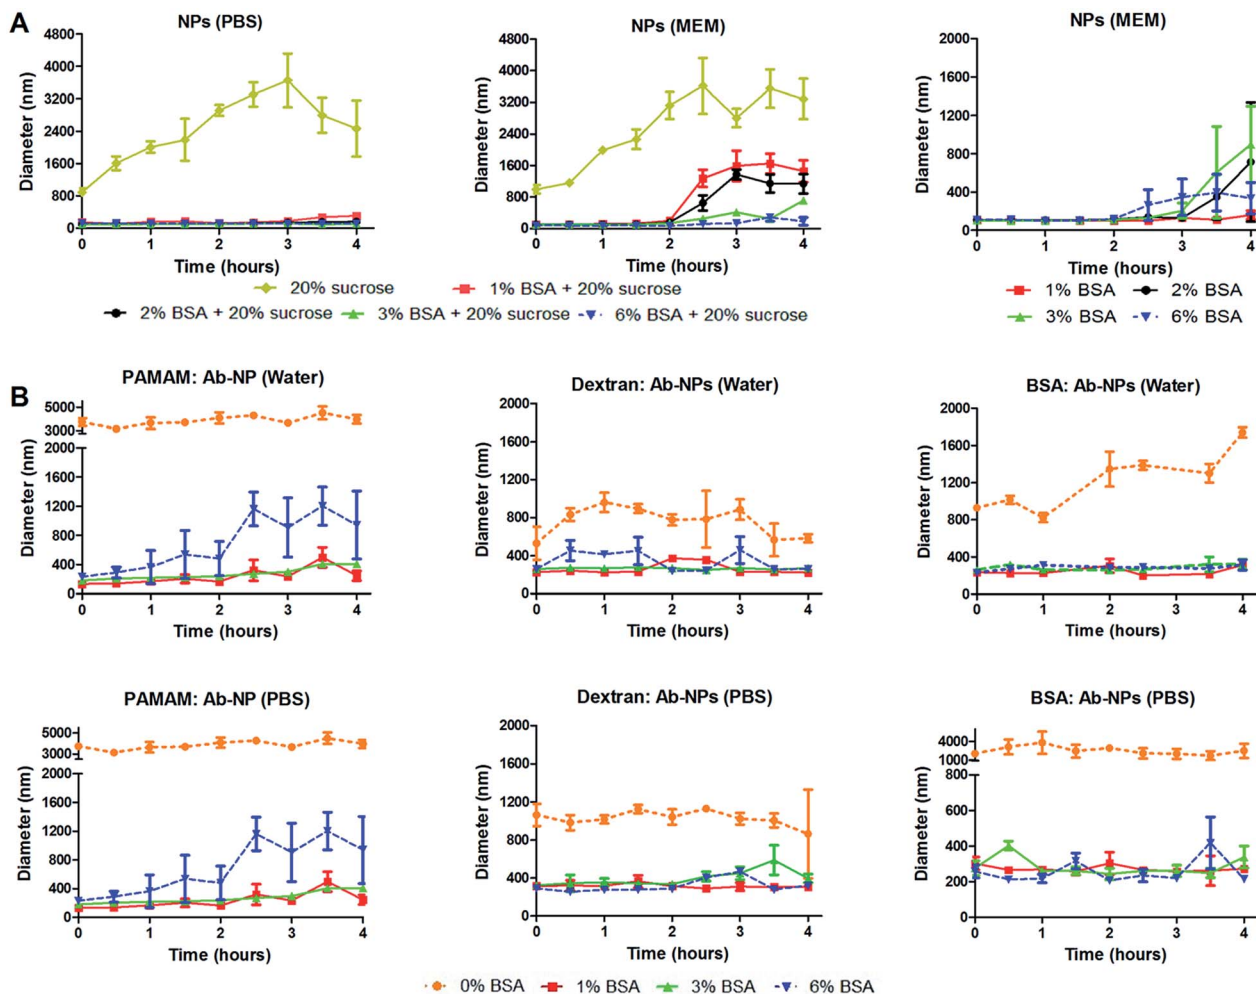 A
NPs (PBS)
4800
4000
3200
2400
1600
800
0
Diameter (nm)
0 1 2 3 4
Time (hours)
NPs (MEM)
4800
4000
3200
2400
1600
800
0
Diameter (nm)
0 1 2 3 4
Time (hours)
NPs (MEM)
2000
1600
1200
800
400
0
Diameter (nm)
0 1 2 3 4
Time (hours)
20% sucrose 1% BSA + 20% sucrose
2% BSA + 20% sucrose 3% BSA + 20% sucrose 6% BSA + 20% sucrose
1% BSA 2% BSA
3% BSA 6% BSA
B
PAMAM: Ab-NP (Water)
5000
3000
2000
1600
1200
800
400
0
Diameter (nm)
0 1 2 3 4
Time (hours)
Dextran: Ab-NPs (Water)
2000
1600
1200
800
400
0
Diameter (nm)
0 1 2 3 4
Time (hours)
BSA: Ab-NPs (Water)
2000
1600
1200
800
400
0
Diameter (nm)
0 1 2 3 4
Time (hours)
PAMAM: Ab-NP (PBS)
5000
3000
2000
1600
1200
800
400
0
Diameter (nm)
0 1 2 3 4
Time (hours)
Dextran: Ab-NPs (PBS)
2000
1600
1200
800
400
0
Diameter (nm)
0 1 2 3 4
Time (hours)
BSA: Ab-NPs (PBS)
4000
1000
800
600
400
200
0
Diameter (nm)
0 1 2 3 4
Time (hours)
0% BSA 1% BSA 3% BSA 6% BSA